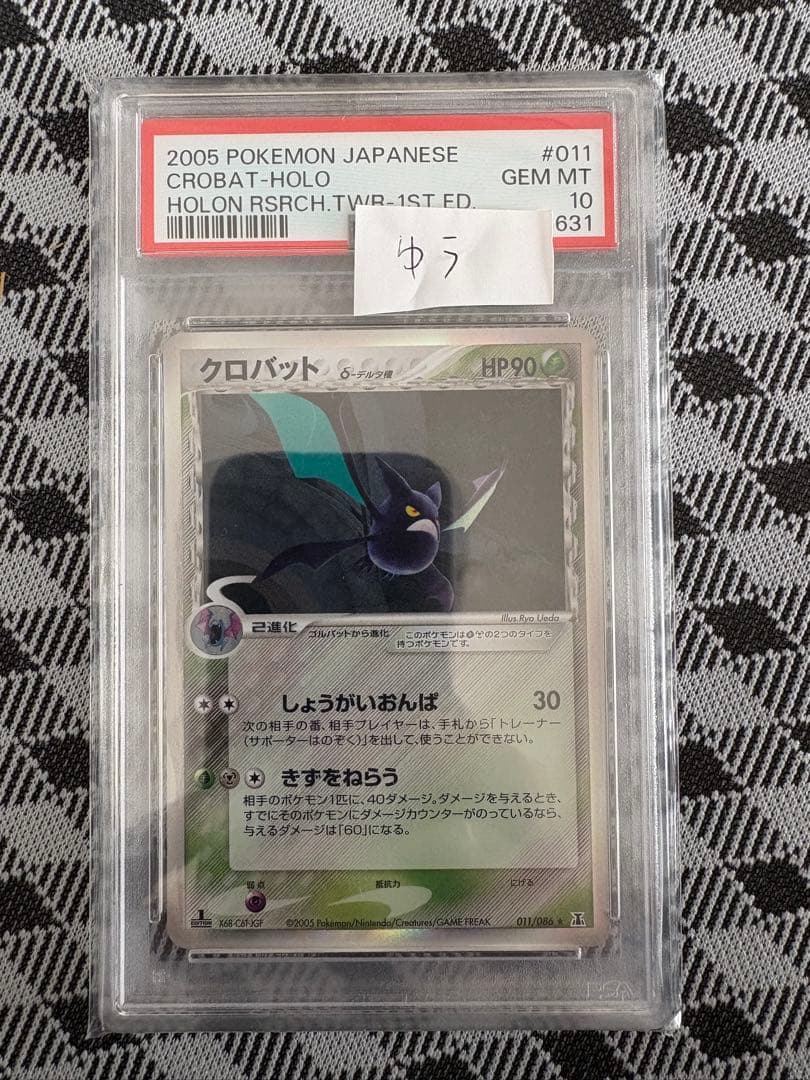 2005 POKEMON JAPANESE #011
CROBAT-HOLO GEM MT
HOLON RSRCH.TWR-1ST ED. 10
631
ゆう
クロバット δ-デルタ種 HP90
Illus. Ryo Ueda
2進化 ゴルバットから進化
このポケモンは の2つのタイプを
持つポケモンです。
しょうがいおんぱ 30
次の相手の番、相手プレイヤーは、手札から「トレーナー
(サポーターはのぞく)」を出して、使うことができない。
きずをねらう
相手のポケモン1匹に、40ダメージ。ダメージを与えるとき、
すでにそのポケモンにダメージカウンターがのっているなら、
与えるダメージは「60」になる。
弱点 抵抗力 にげる
1 EDITION X6B-C6T-JGF ©2005 Pokémon/Nintendo/Creatures/GAME FREAK 011/086 ★
PSA